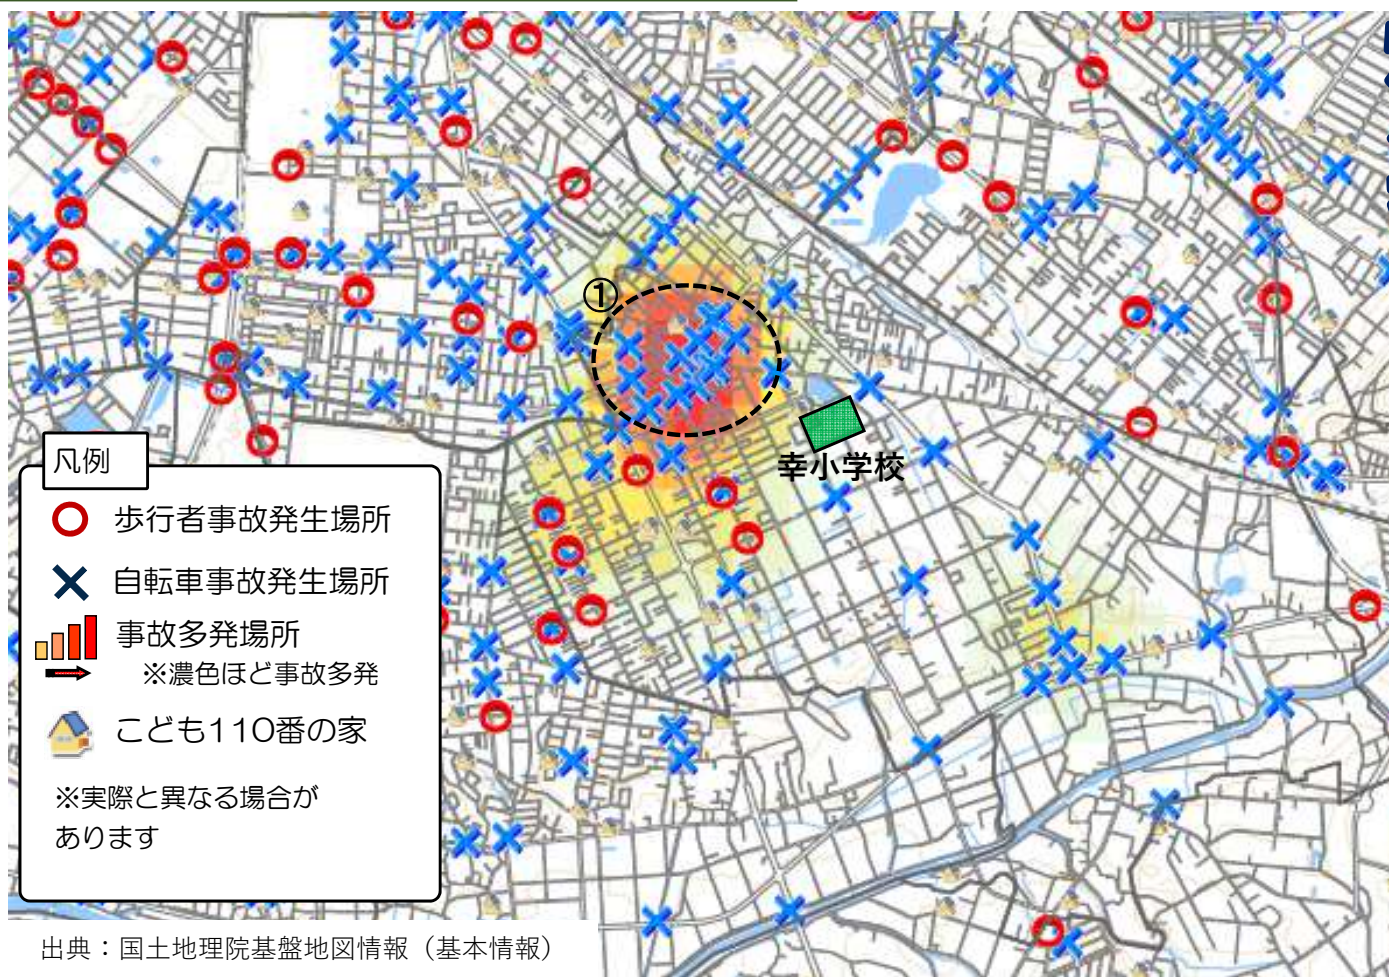 ①
幸小学校
凡例
歩行者事故発生場所
自転車事故発生場所
事故多発場所
※濃色ほど事故多発
こども110番の家
※実際と異なる場合が
あります
出典：国土地理院基盤地図情報（基本情報）